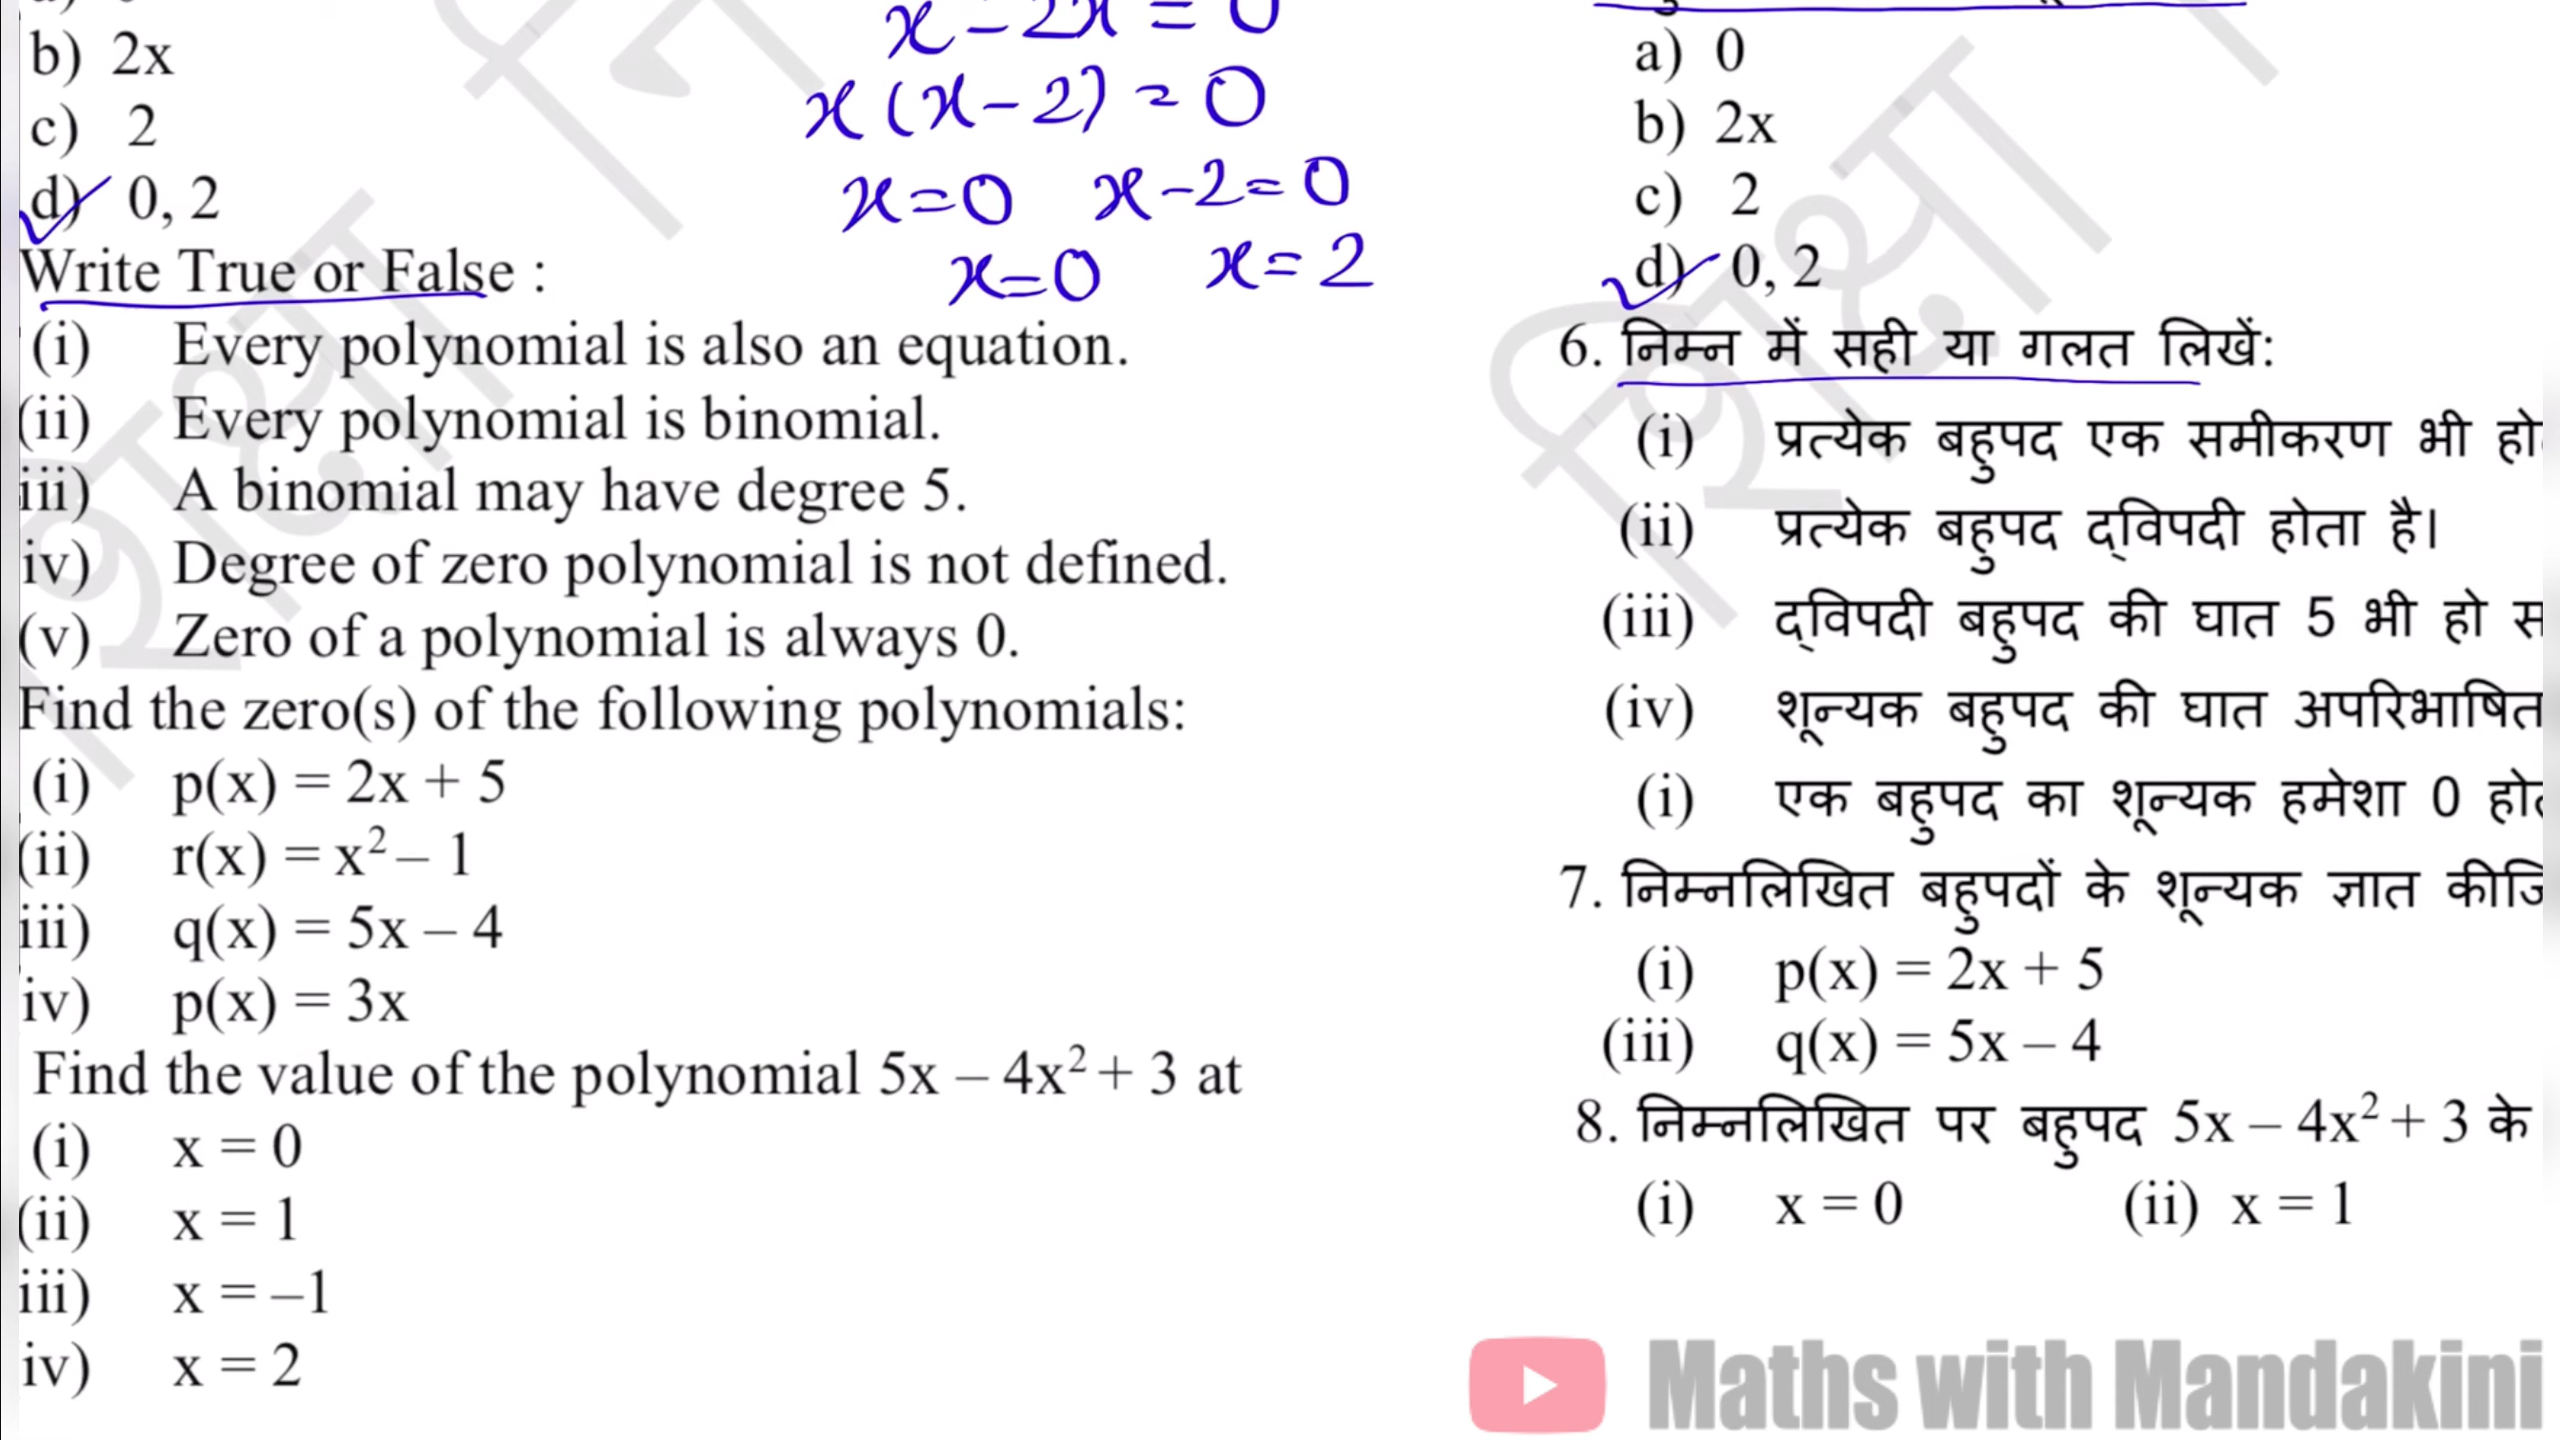 b) 2x
c) 2
d) 0, 2
Write True or False :
(i) Every polynomial is also an equation.
(ii) Every polynomial is binomial.
iii) A binomial may have degree 5.
iv) Degree of zero polynomial is not defined.
(v) Zero of a polynomial is always 0.
Find the zero(s) of the following polynomials:
(i) p(x) = 2x + 5
(ii) r(x) = x² – 1
iii) q(x) = 5x – 4
iv) p(x) = 3x
Find the value of the polynomial 5x – 4x² + 3 at
(i) x = 0
(ii) x = 1
iii) x = –1
iv) x = 2
x - 2x = 0
x (x - 2) = 0
x = 0 x - 2 = 0
x = 0 x = 2
a) 0
b) 2x
c) 2
d) 0, 2
6. निम्न में सही या गलत लिखें:
(i) प्रत्येक बहुपद एक समीकरण भी हो
(ii) प्रत्येक बहुपद द्विपदी होता है।
(iii) द्विपदी बहुपद की घात 5 भी हो स
(iv) शून्यक बहुपद की घात अपरिभाषित
(i) एक बहुपद का शून्यक हमेशा 0 हो
7. निम्नलिखित बहुपदों के शून्यक ज्ञात
(i) p(x) = 2x + 5
(iii) q(x) = 5x – 4
8. निम्नलिखित पर बहुपद 5x – 4x² + 3 के
(i) x = 0 (ii) x = 1
Maths with Mandakini
शिक्षा
शिक्षा